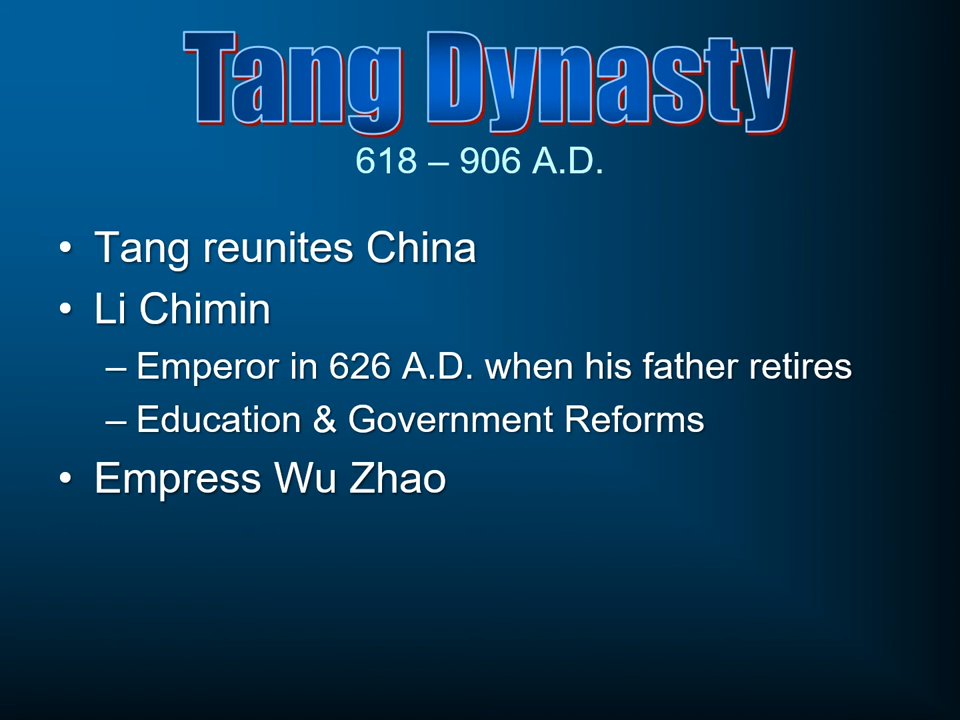 Tang Dynasty
618 – 906 A.D.
• Tang reunites China
• Li Chimin
– Emperor in 626 A.D. when his father retires
– Education & Government Reforms
• Empress Wu Zhao